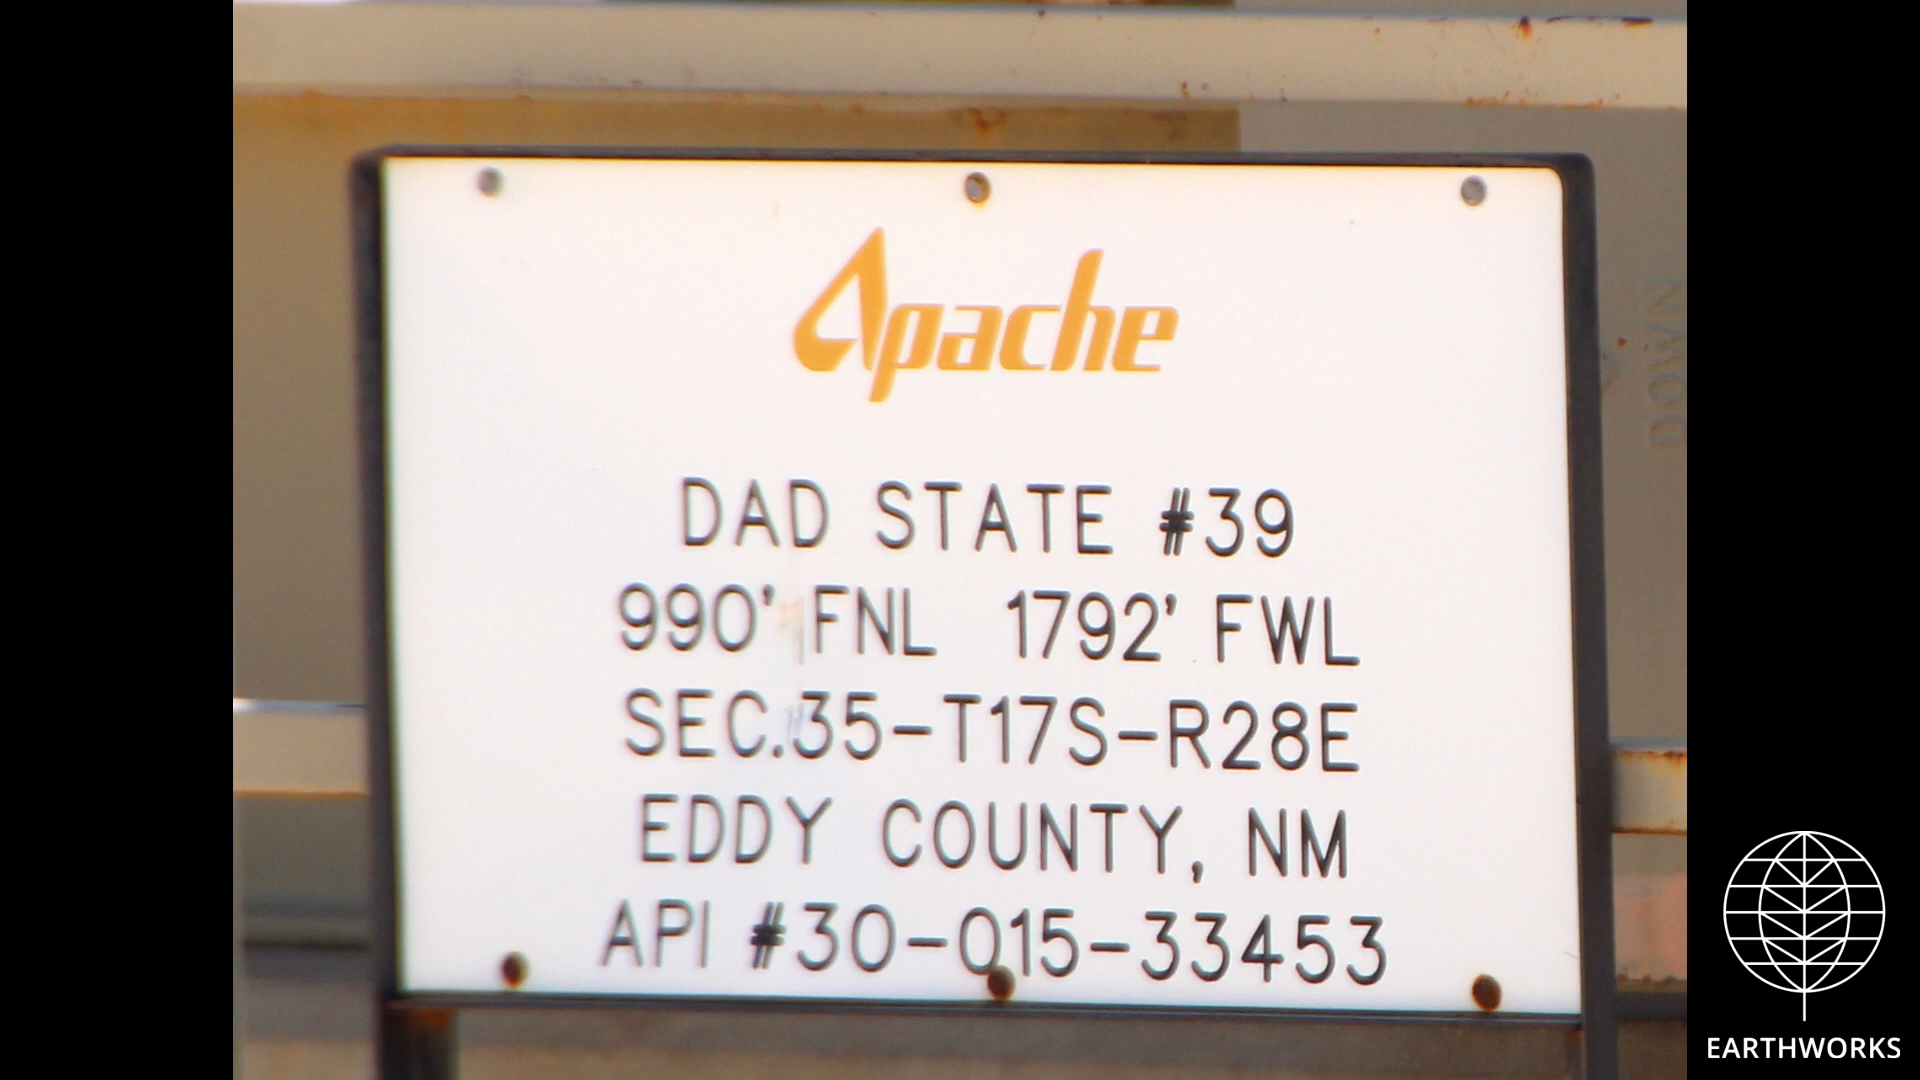 Apache
DAD STATE #39
990' FNL 1792' FWL
SEC.35-T17S-R28E
EDDY COUNTY, NM
API #30-015-33453
DOWN
EARTHWORKS